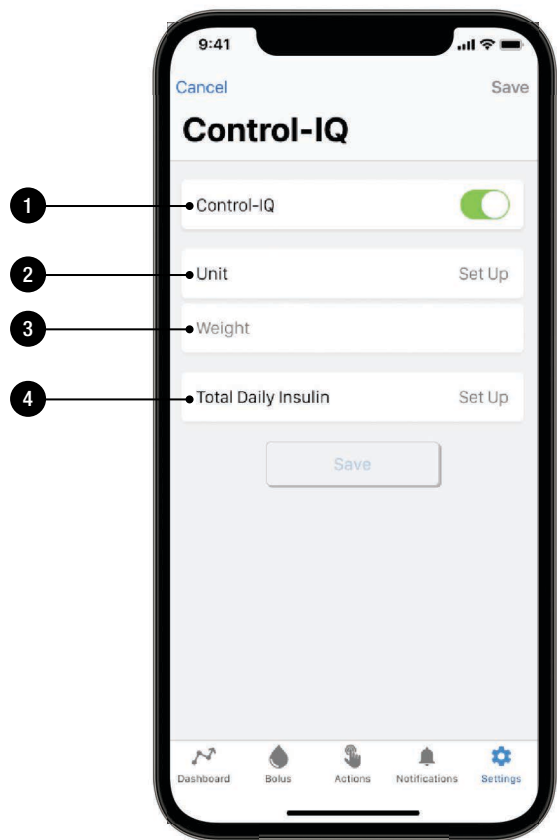 9:41
Cancel Save
Control-IQ
1 Control-IQ
2 Unit Set Up
3 Weight
4 Total Daily Insulin Set Up
Save
Dashboard Bolus Actions Notifications Settings